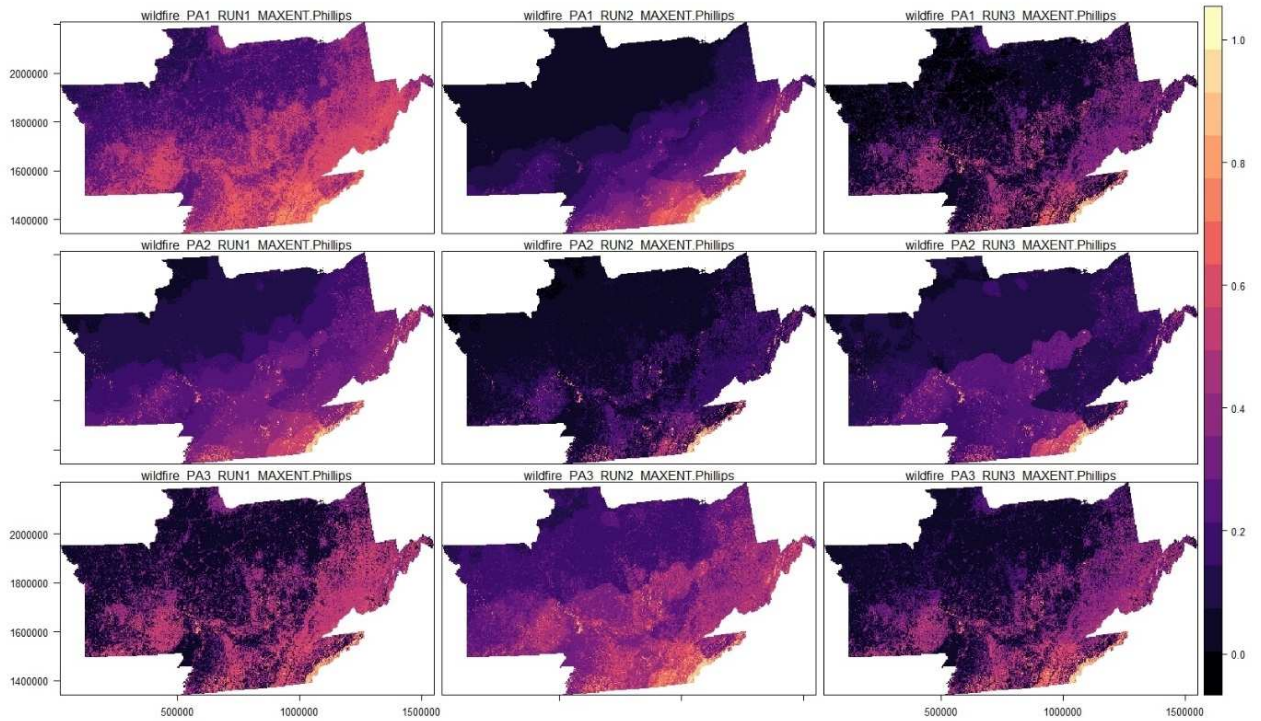 wildfire_PA1_RUN1_MAXENT.Phillips
wildfire_PA1_RUN2_MAXENT.Phillips
wildfire_PA1_RUN3_MAXENT.Phillips
2000000
1800000
1600000
1400000
wildfire_PA2_RUN1_MAXENT.Phillips
wildfire_PA2_RUN2_MAXENT.Phillips
wildfire_PA2_RUN3_MAXENT.Phillips
wildfire_PA3_RUN1_MAXENT.Phillips
wildfire_PA3_RUN2_MAXENT.Phillips
wildfire_PA3_RUN3_MAXENT.Phillips
2000000
1800000
1600000
1400000
500000 1000000 1500000
500000 1000000 1500000
1.0
0.8
0.6
0.4
0.2
0.0